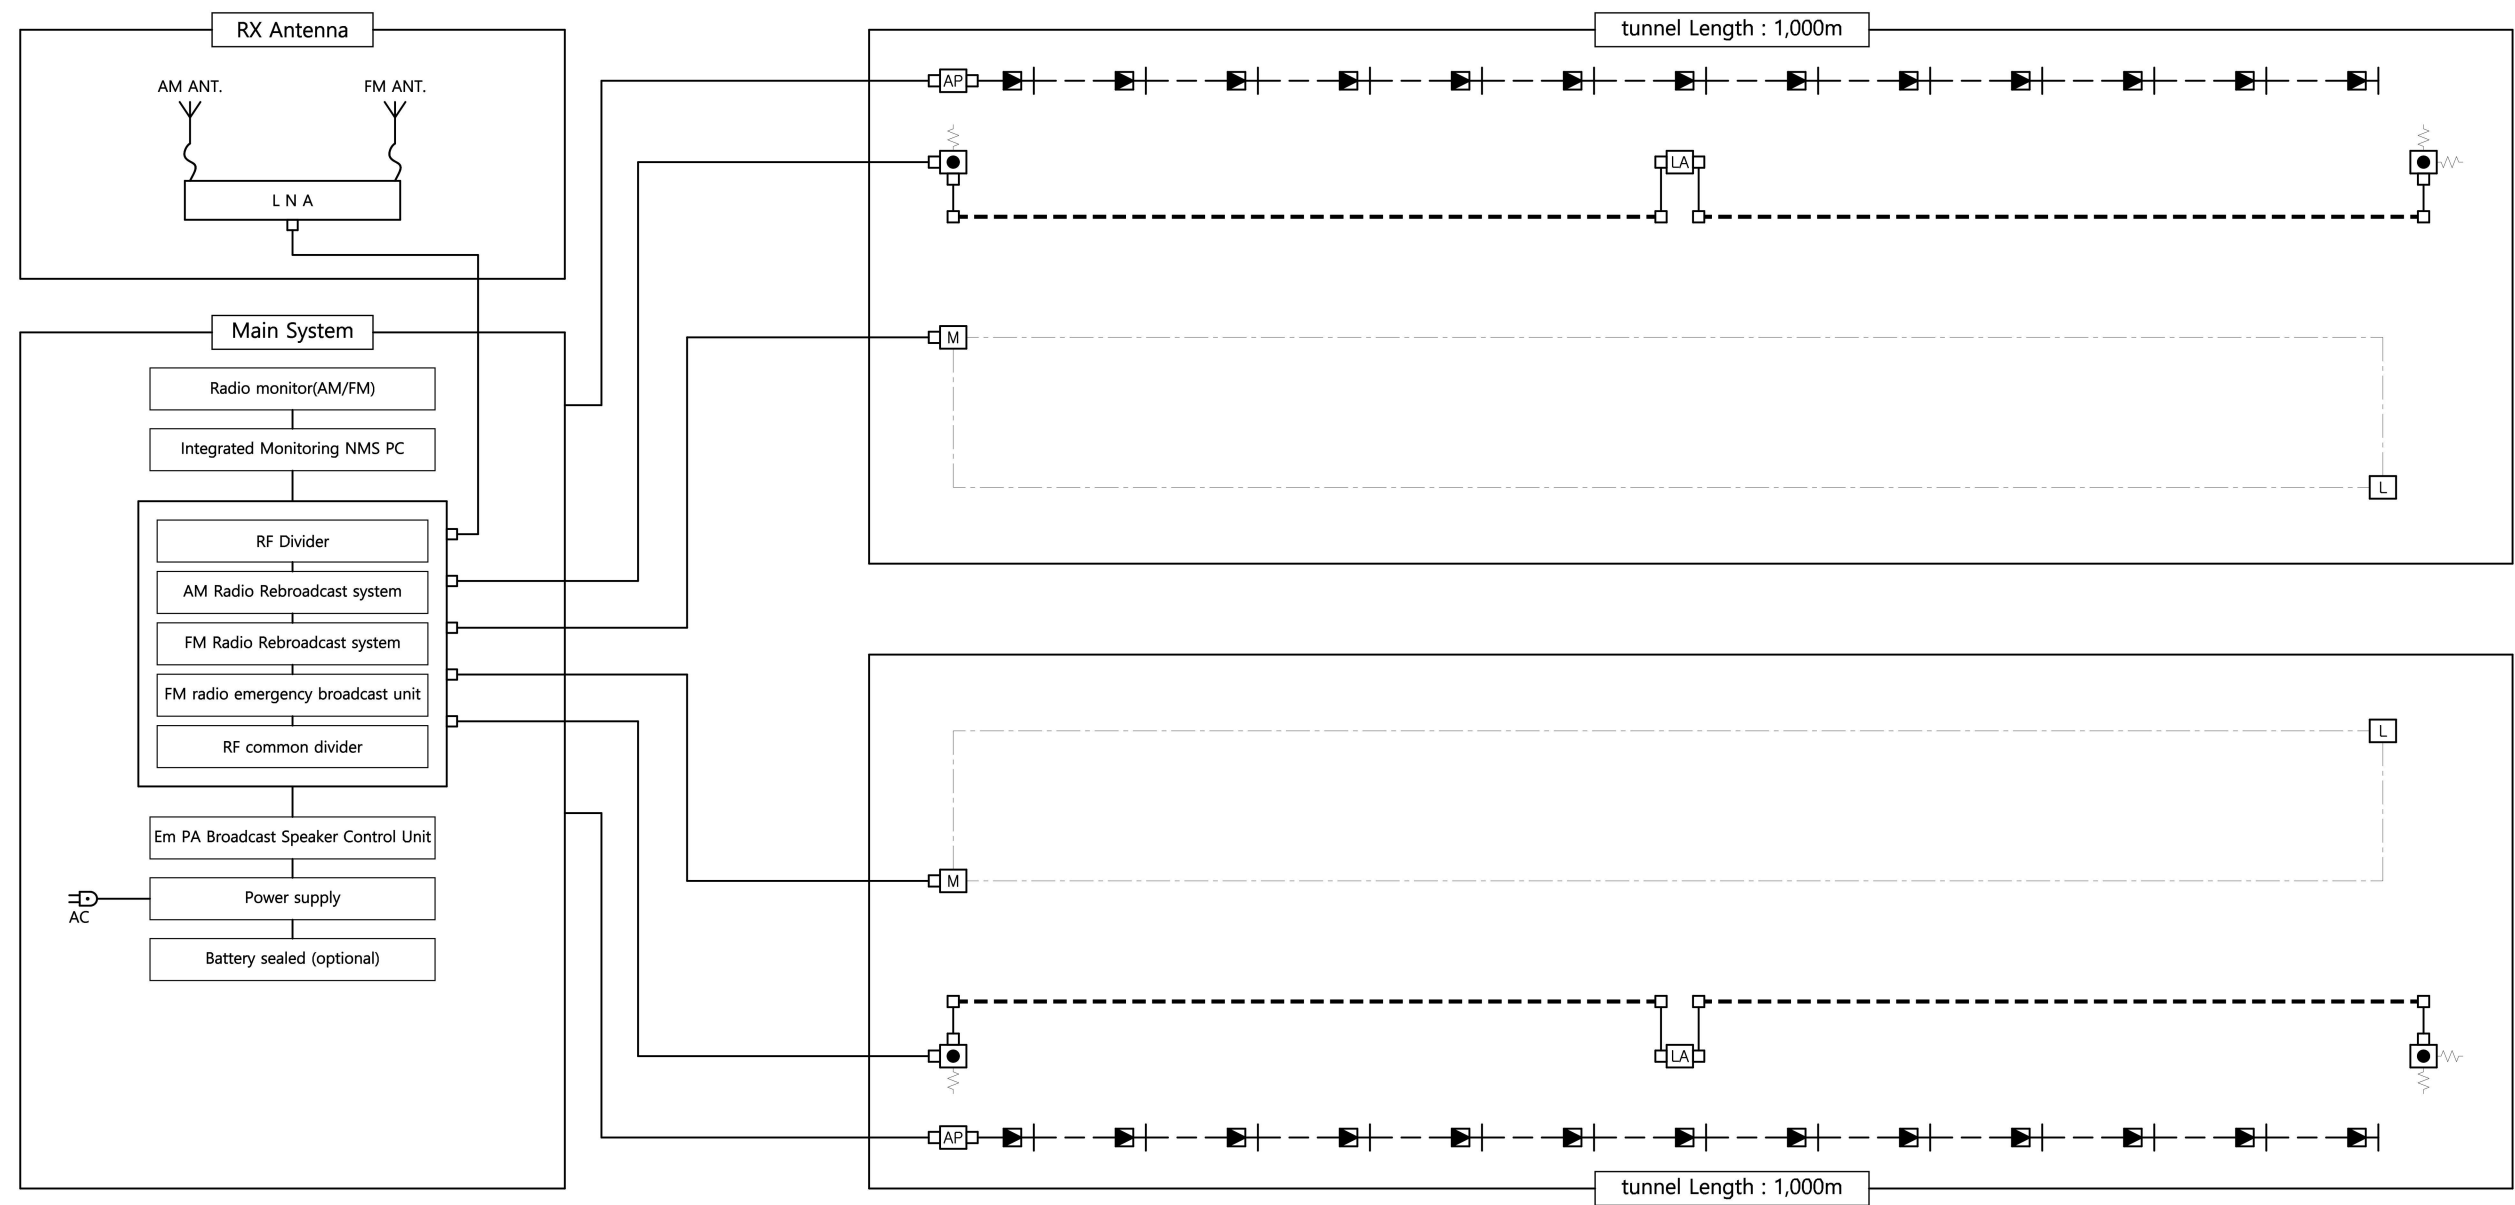 RX Antenna
AM ANT.
FM ANT.
L N A
Main System
Radio monitor(AM/FM)
Integrated Monitoring NMS PC
RF Divider
AM Radio Rebroadcast system
FM Radio Rebroadcast system
FM radio emergency broadcast unit
RF common divider
Em PA Broadcast Speaker Control Unit
Power supply
AC
Battery sealed (optional)
tunnel Length : 1,000m
AP
LA
M
L
L
M
LA
AP
tunnel Length : 1,000m